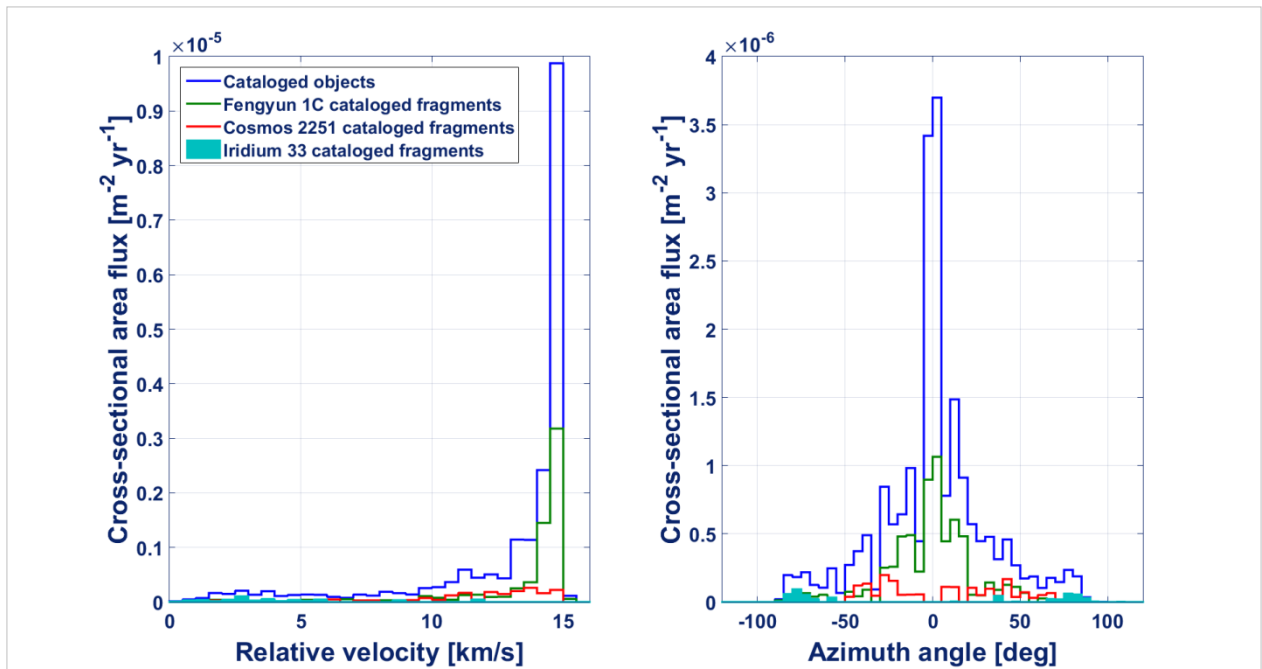 ×10-5
1
0.9
0.8
0.7
0.6
0.5
0.4
0.3
0.2
0.1
0
Cross-sectional area flux [m-2 yr-1]
Cataloged objects
Fengyun 1C cataloged fragments
Cosmos 2251 cataloged fragments
Iridium 33 cataloged fragments
0 5 10 15
Relative velocity [km/s]
×10-6
4
3.5
3
2.5
2
1.5
1
0.5
0
Cross-sectional area flux [m-2 yr-1]
-100 -50 0 50 100
Azimuth angle [deg]